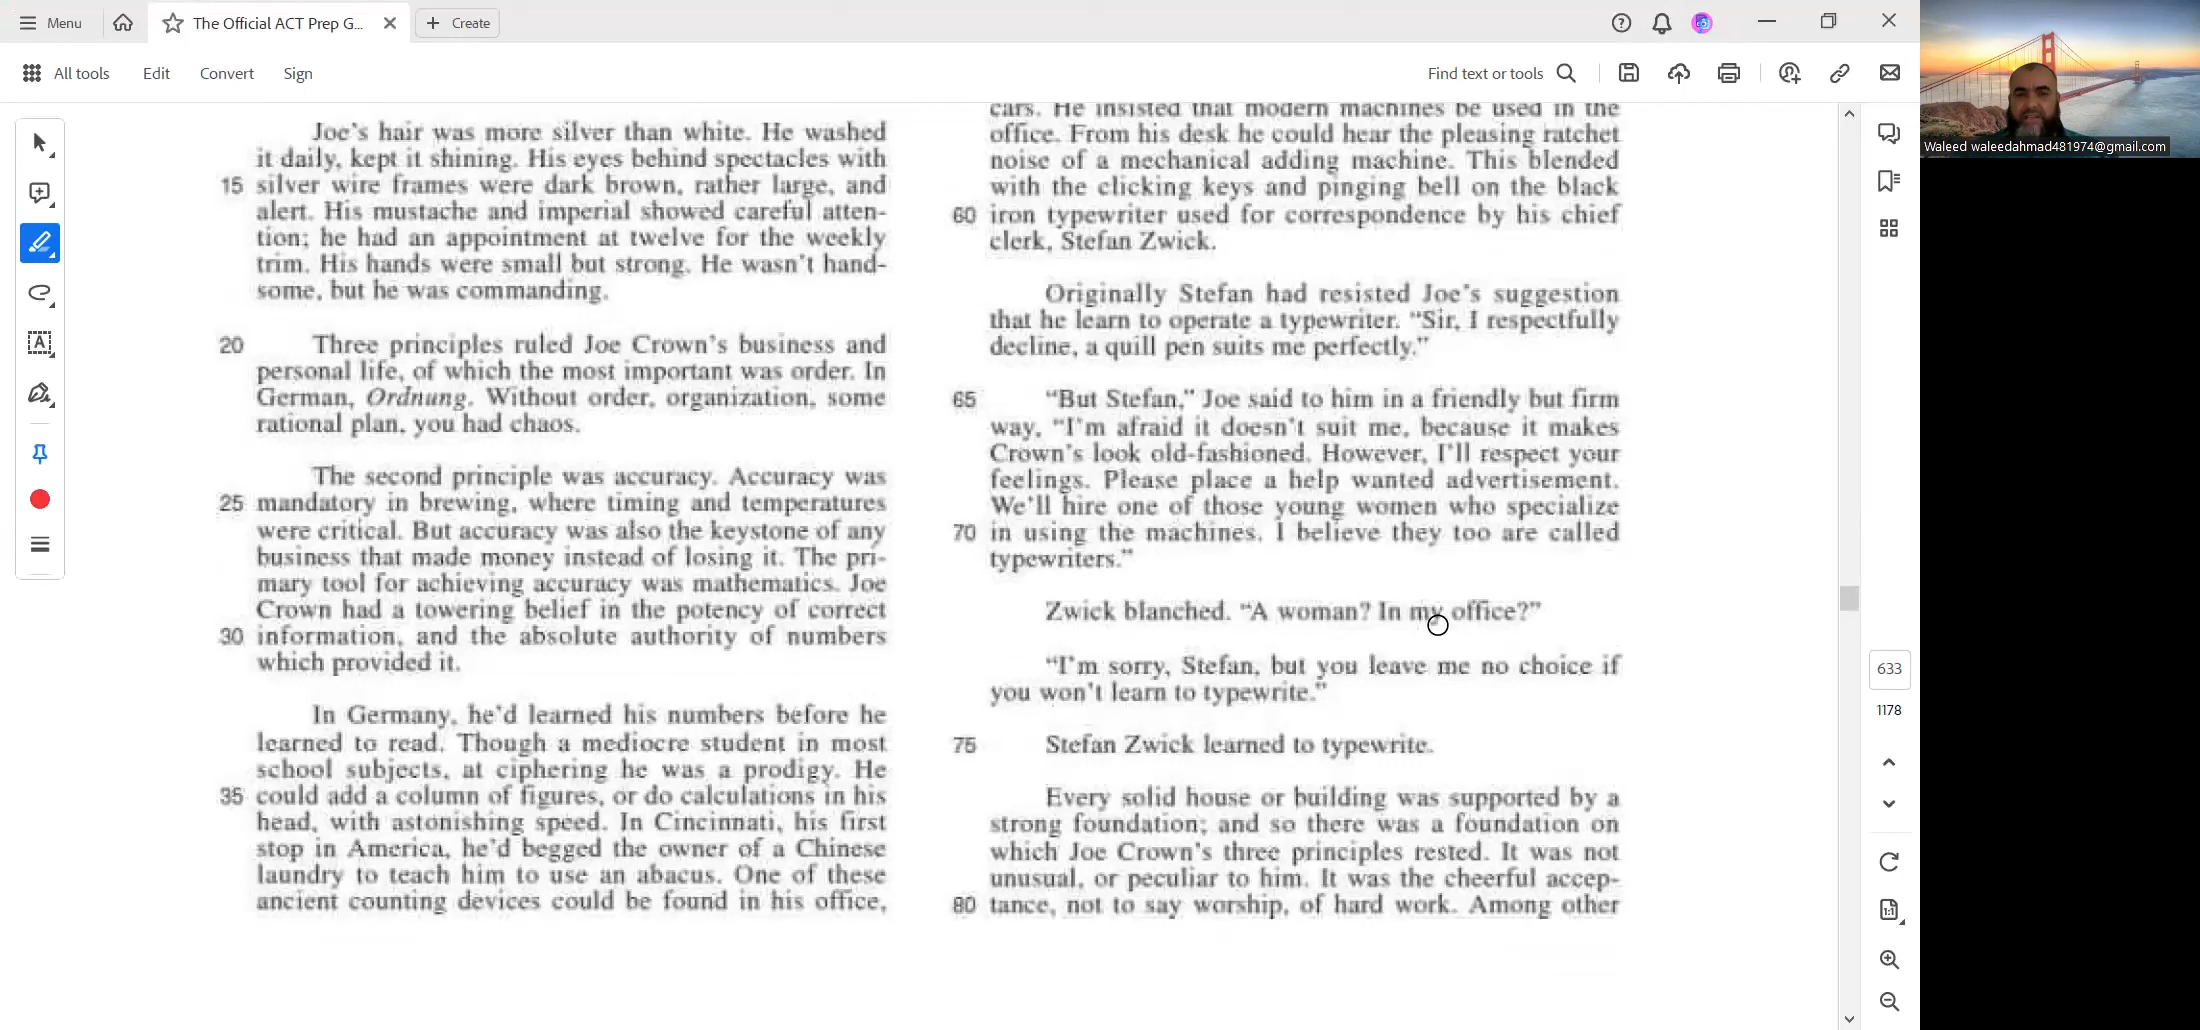 Menu
The Official ACT Prep G...
Create
All tools
Edit
Convert
Sign
Find text or tools
Waleed waleedahmad481974@gmail.com
Joe's hair was more silver than white. He washed
it daily, kept it shining. His eyes behind spectacles with
15 silver wire frames were dark brown, rather large, and
alert. His mustache and imperial showed careful atten-
tion; he had an appointment at twelve for the weekly
trim. His hands were small but strong. He wasn't hand-
some, but he was commanding.
20 Three principles ruled Joe Crown's business and
personal life, of which the most important was order. In
German, Ordnung. Without order, organization, some
rational plan, you had chaos.
The second principle was accuracy. Accuracy was
25 mandatory in brewing, where timing and temperatures
were critical. But accuracy was also the keystone of any
business that made money instead of losing it. The pri-
mary tool for achieving accuracy was mathematics. Joe
Crown had a towering belief in the potency of correct
30 information, and the absolute authority of numbers
which provided it.
In Germany, he'd learned his numbers before he
learned to read. Though a mediocre student in most
school subjects, at ciphering he was a prodigy. He
35 could add a column of figures, or do calculations in his
head, with astonishing speed. In Cincinnati, his first
stop in America, he'd begged the owner of a Chinese
laundry to teach him to use an abacus. One of these
ancient counting devices could be found in his office,
cars. He insisted that modern machines be used in the
office. From his desk he could hear the pleasing ratchet
noise of a mechanical adding machine. This blended
with the clicking keys and pinging bell on the black
60 iron typewriter used for correspondence by his chief
clerk, Stefan Zwick.
Originally Stefan had resisted Joe's suggestion
that he learn to operate a typewriter. "Sir, I respectfully
decline, a quill pen suits me perfectly."
65 "But Stefan," Joe said to him in a friendly but firm
way, "I'm afraid it doesn't suit me, because it makes
Crown's look old-fashioned. However, I'll respect your
feelings. Please place a help wanted advertisement.
We'll hire one of those young women who specialize
70 in using the machines. I believe they too are called
typewriters."
Zwick blanched. "A woman? In my office?"
"I'm sorry, Stefan, but you leave me no choice if
you won't learn to typewrite."
75 Stefan Zwick learned to typewrite.
Every solid house or building was supported by a
strong foundation; and so there was a foundation on
which Joe Crown's three principles rested. It was not
unusual, or peculiar to him. It was the cheerful accep-
80 tance, not to say worship, of hard work. Among other
633
1178